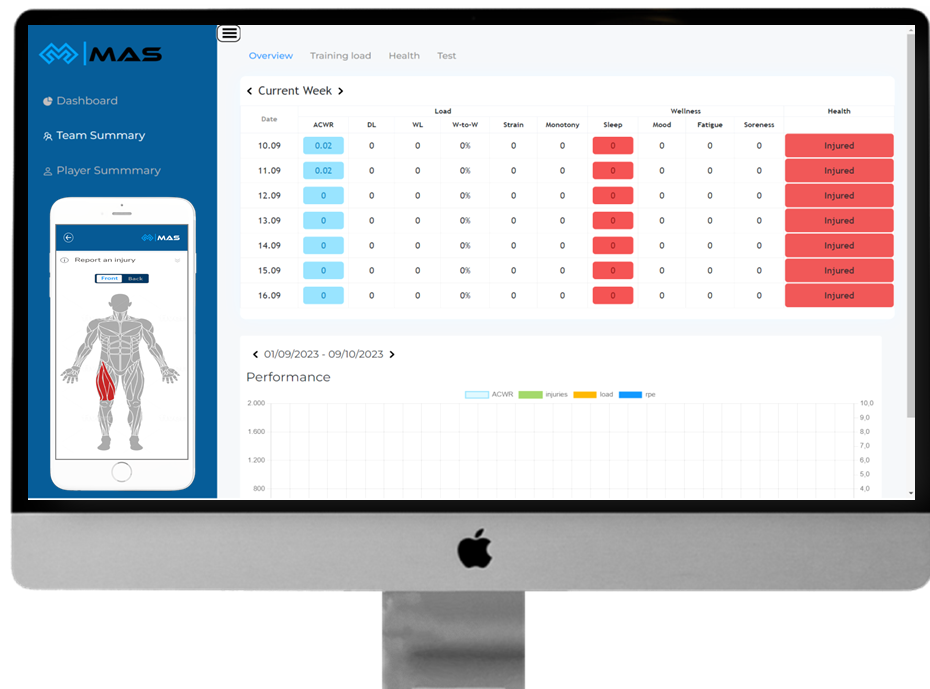 MAS
Dashboard
Team Summary
Player Summmary
MAS
Report an injury
Front Back
Overview Training load Health Test
Current Week
Load Wellness Health
Date ACWR DL WL W-to-W Strain Monotony Sleep Mood Fatigue Soreness
10.09 0.02 0 0 0% 0 0 0 0 0 0 Injured
11.09 0.02 0 0 0% 0 0 0 0 0 0 Injured
12.09 0 0 0 0% 0 0 0 0 0 0 Injured
13.09 0 0 0 0% 0 0 0 0 0 0 Injured
14.09 0 0 0 0% 0 0 0 0 0 0 Injured
15.09 0 0 0 0% 0 0 0 0 0 0 Injured
16.09 0 0 0 0% 0 0 0 0 0 0 Injured
01/09/2023 - 09/10/2023
Performance
ACWR injuries load rpe
2.000 10,0
9,0
1.600 8,0
7,0
1.200 6,0
5,0
800 4,0